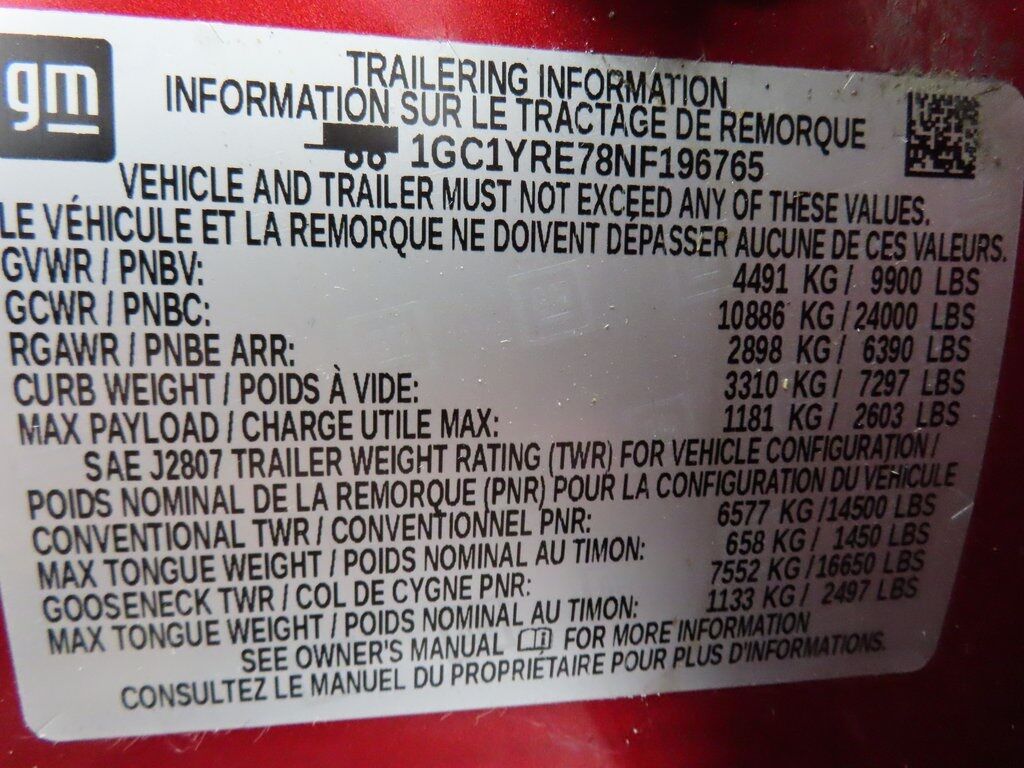 gm
TRAILERING INFORMATION
INFORMATION SUR LE TRACTAGE DE REMORQUE
1GC1YRE78NF196765
VEHICLE AND TRAILER MUST NOT EXCEED ANY OF THESE VALUES.
LE VÉHICULE ET LA REMORQUE NE DOIVENT DÉPASSER AUCUNE DE CES VALEURS.
GVWR / PNBV: 4491 KG / 9900 LBS
GCWR / PNBC: 10886 KG / 24000 LBS
RGAWR / PNBE ARR: 2898 KG / 6390 LBS
CURB WEIGHT / POIDS À VIDE: 3310 KG / 7297 LBS
MAX PAYLOAD / CHARGE UTILE MAX: 1181 KG / 2603 LBS
SAE J2807 TRAILER WEIGHT RATING (TWR) FOR VEHICLE CONFIGURATION /
POIDS NOMINAL DE LA REMORQUE (PNR) POUR LA CONFIGURATION DU VÉHICULE
CONVENTIONAL TWR / CONVENTIONNEL PNR: 6577 KG / 14500 LBS
MAX TONGUE WEIGHT / POIDS NOMINAL AU TIMON: 658 KG / 1450 LBS
GOOSENECK TWR / COL DE CYGNE PNR: 7552 KG / 16650 LBS
MAX TONGUE WEIGHT / POIDS NOMINAL AU TIMON: 1133 KG / 2497 LBS
SEE OWNER'S MANUAL FOR MORE INFORMATION
CONSULTEZ LE MANUEL DU PROPRIÉTAIRE POUR PLUS D'INFORMATIONS.